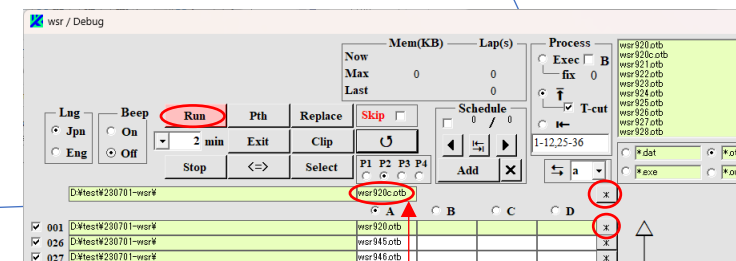 wsr / Debug
Mem(KB) Lap(s)
Now
Max 0 0
Last 0
Process
Exec B
fix 0
T T-cut
1-12,25-36
a
wsr920.otb
wsr920c.otb
wsr921.otb
wsr922.otb
wsr923.otb
wsr924.otb
wsr925.otb
wsr926.otb
wsr927.otb
wsr928.otb
*.dat
*.exe
Lng
Jpn
Eng
Beep
On
Off
Run Pth Replace
2 min Exit Clip
Stop <=> Select
Skip
↺
P1 P2 P3 P4
Schedule
0 / 0
Add X
D:¥test¥230701-wsr¥ wsr920c.otb *
A B C D
001 D:¥test¥230701-wsr¥ wsr920.otb *
026 D:¥test¥230701-wsr¥ wsr945.otb *
027 D:¥test¥230701-wsr¥ wsr946.otb